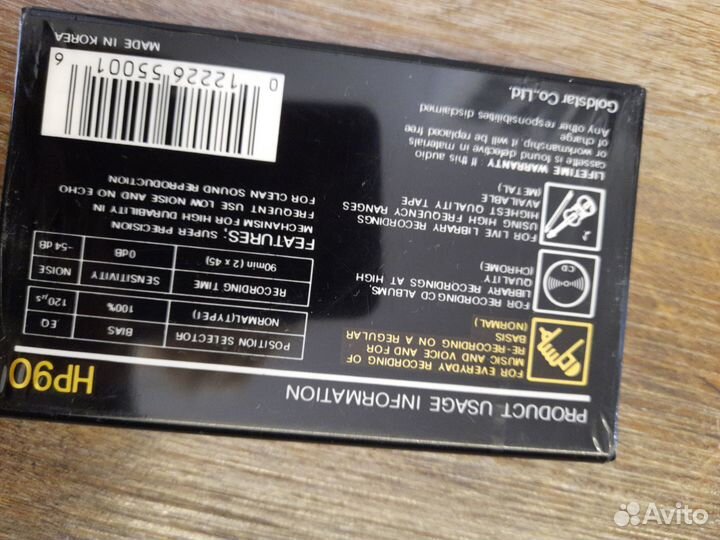 PRODUCT USAGE INFORMATION
HP90
FOR EVERYDAY RECORDING OF
MUSIC AND VOICE AND FOR
RE-RECORDING ON A REGULAR
BASIS
(NORMAL)
CD
FOR RECORDING CD ALBUMS,
LIBRARY RECORDINGS AT HIGH
QUALITY
(CHROME)
FOR LIVE LIBRARY RECORDINGS
USING HIGH FREQUENCY RANGES
HIGHEST QUALITY TAPE
AVAILABLE
(METAL)
LIFETIME WARRANTY: If this audio
cassette is found defective in materials
or workmanship, it will be replaced free
of charge
Any other responsibilities disclaimed
Goldstar Co.,Ltd.
POSITION SELECTOR BIAS EQ
NORMAL(TYPE I) 100% 120μs
RECORDING TIME SENSITIVITY NOISE
90min (2 x 45) 0dB -54dB
FEATURES; SUPER PRECISION
MECHANISM FOR HIGH DURABILITY IN
FREQUENT USE LOW NOISE AND NO ECHO
FOR CLEAN SOUND REPRODUCTION
0 12226 55001 6
MADE IN KOREA
Avito